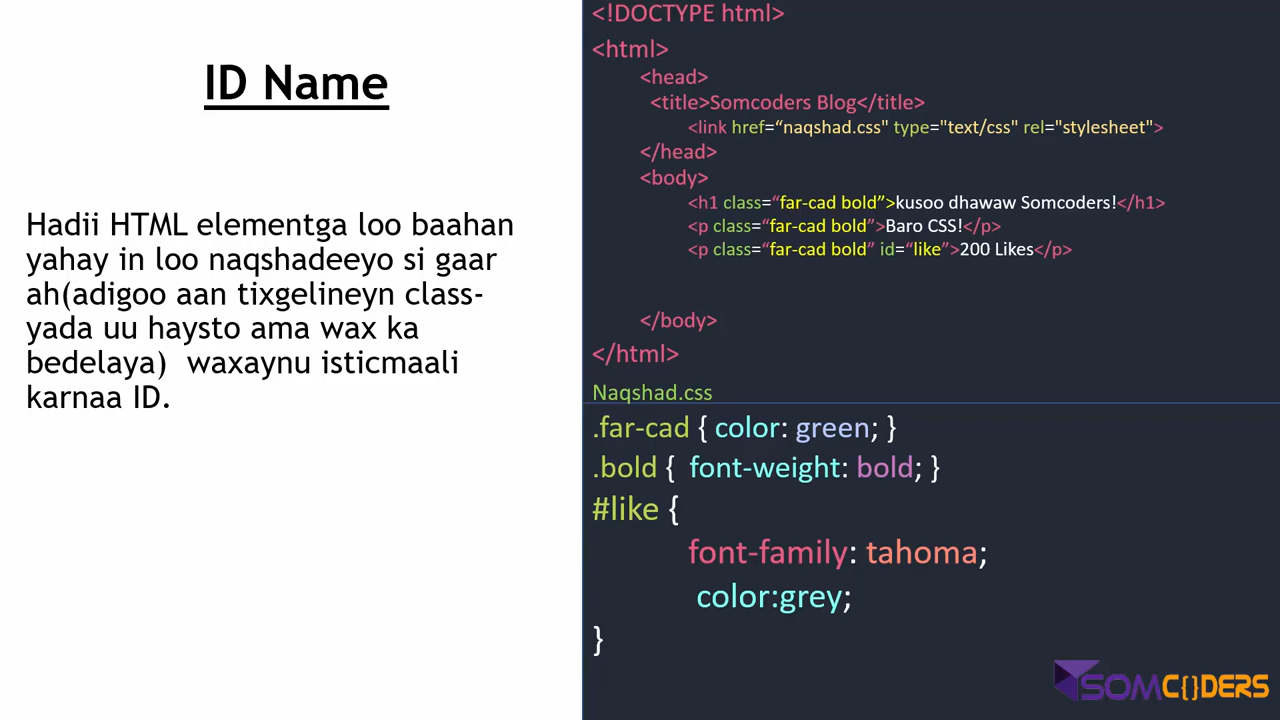 ID Name
Hadii HTML elementga loo baahan
yahay in loo naqshadeeyo si gaar
ah(adigoo aan tixgelineyn class-
yada uu haysto ama wax ka
bedelaya)  waxaynu isticmaali
karnaa ID.
<!DOCTYPE html>
<html>
<head>
<title>Somcoders Blog</title>
<link href=“naqshad.css" type="text/css" rel="stylesheet">
</head>
<body>
<h1 class=“far-cad bold”>kusoo dhawaw Somcoders!</h1>
<p class=“far-cad bold”>Baro CSS!</p>
<p class=“far-cad bold” id=“like”>200 Likes</p>
</body>
</html>
Naqshad.css
.far-cad { color: green; }
.bold {  font-weight: bold; }
#like {
font-family: tahoma;
color:grey;
}
SOMC{}DERS